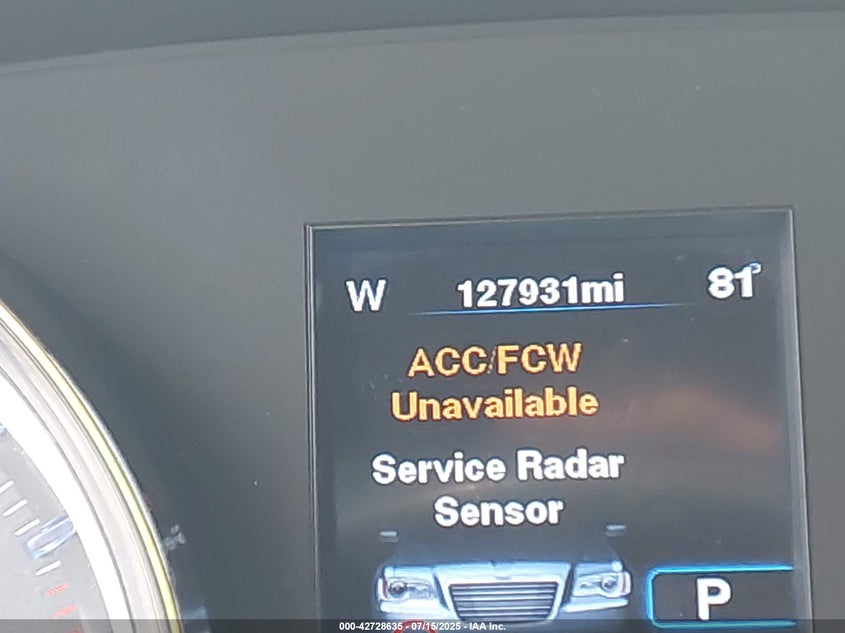 W 127931mi 81°
ACC/FCW
Unavailable
Service Radar
Sensor
P
000-42728635 - 07/15/2025 - IAA Inc.